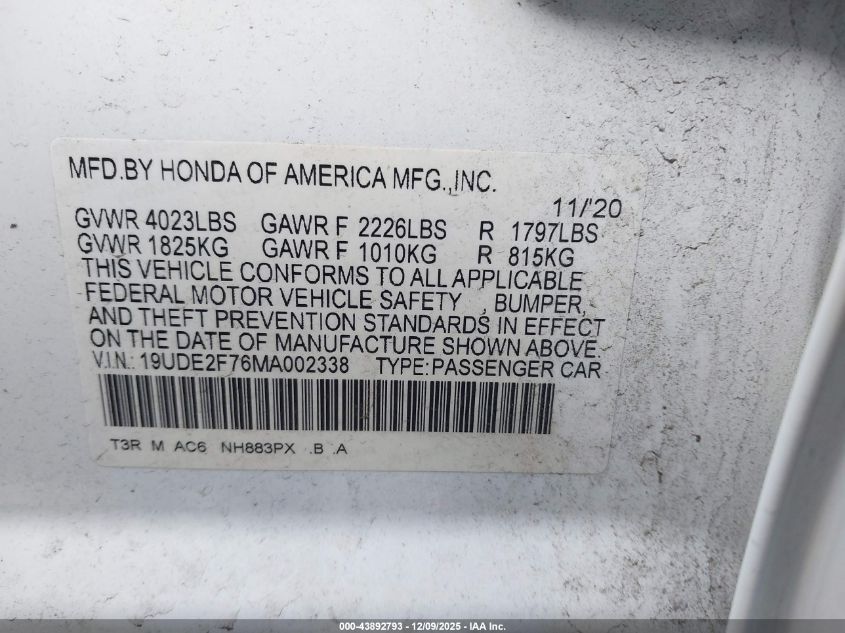 MFD.BY HONDA OF AMERICA MFG.,INC.
11/'20
GVWR 4023LBS GAWR F 2226LBS R 1797LBS
GVWR 1825KG GAWR F 1010KG R 815KG
THIS VEHICLE CONFORMS TO ALL APPLICABLE
FEDERAL MOTOR VEHICLE SAFETY , BUMPER,
AND THEFT PREVENTION STANDARDS IN EFFECT
ON THE DATE OF MANUFACTURE SHOWN ABOVE.
V.I.N.: 19UDE2F76MA002338 TYPE:PASSENGER CAR
T3R M AC6 NH883PX .B .A
000-43892793 - 12/09/2025 - IAA Inc.